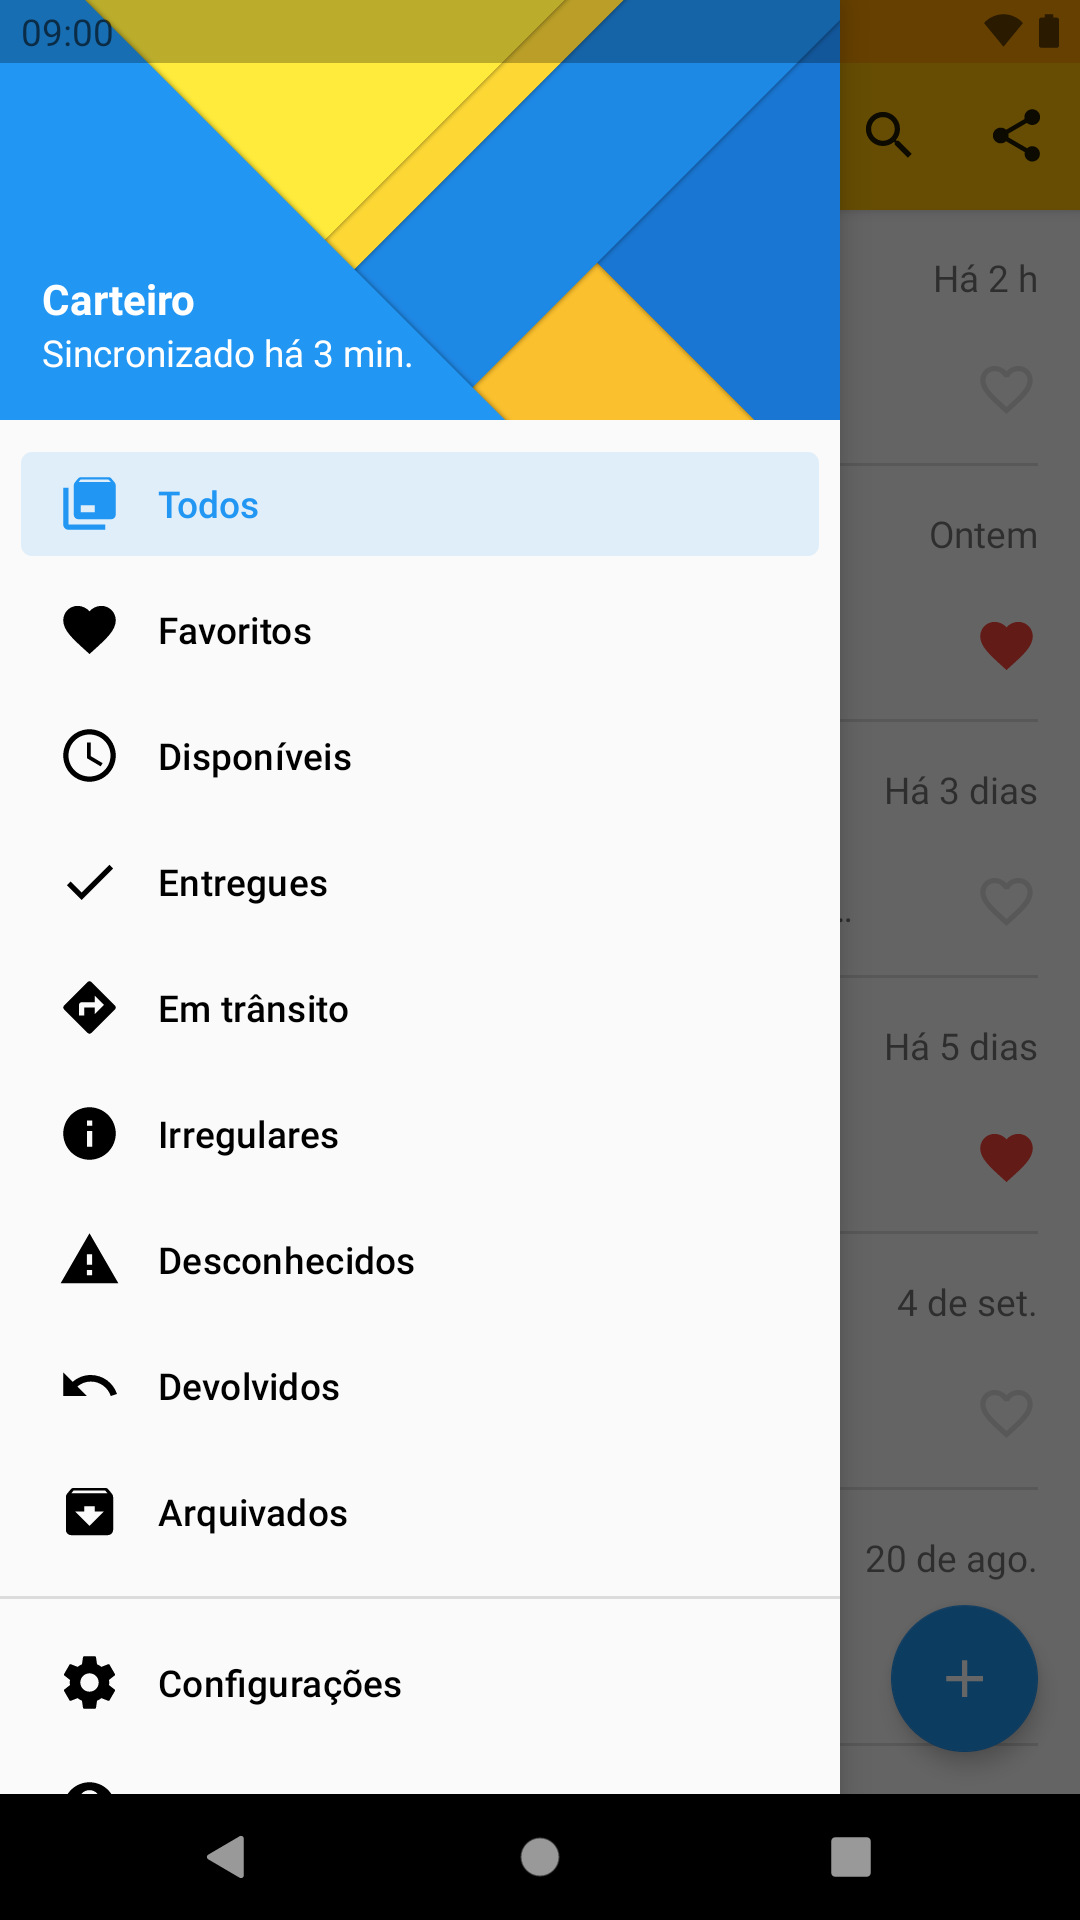 09:00
Carteiro
Sincronizado há 3 min.
Todos
Favoritos
Disponíveis
Entregues
Em trânsito
Irregulares
Desconhecidos
Devolvidos
Arquivados
Configurações
Há 2 h
Ontem
Há 3 dias
..
Há 5 dias
4 de set.
20 de ago.